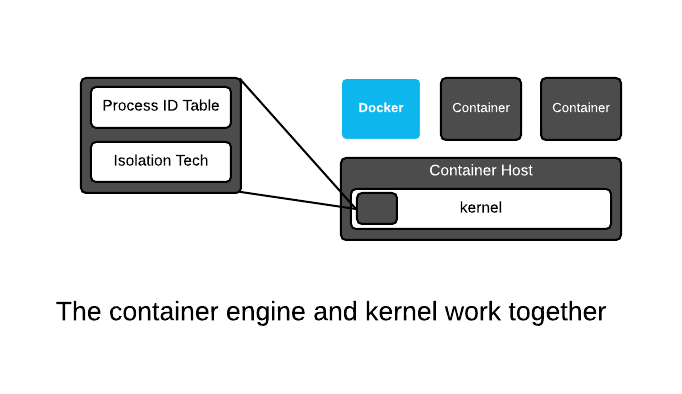 Process ID Table
Isolation Tech
Docker
Container
Container
Container Host
kernel
The container engine and kernel work together